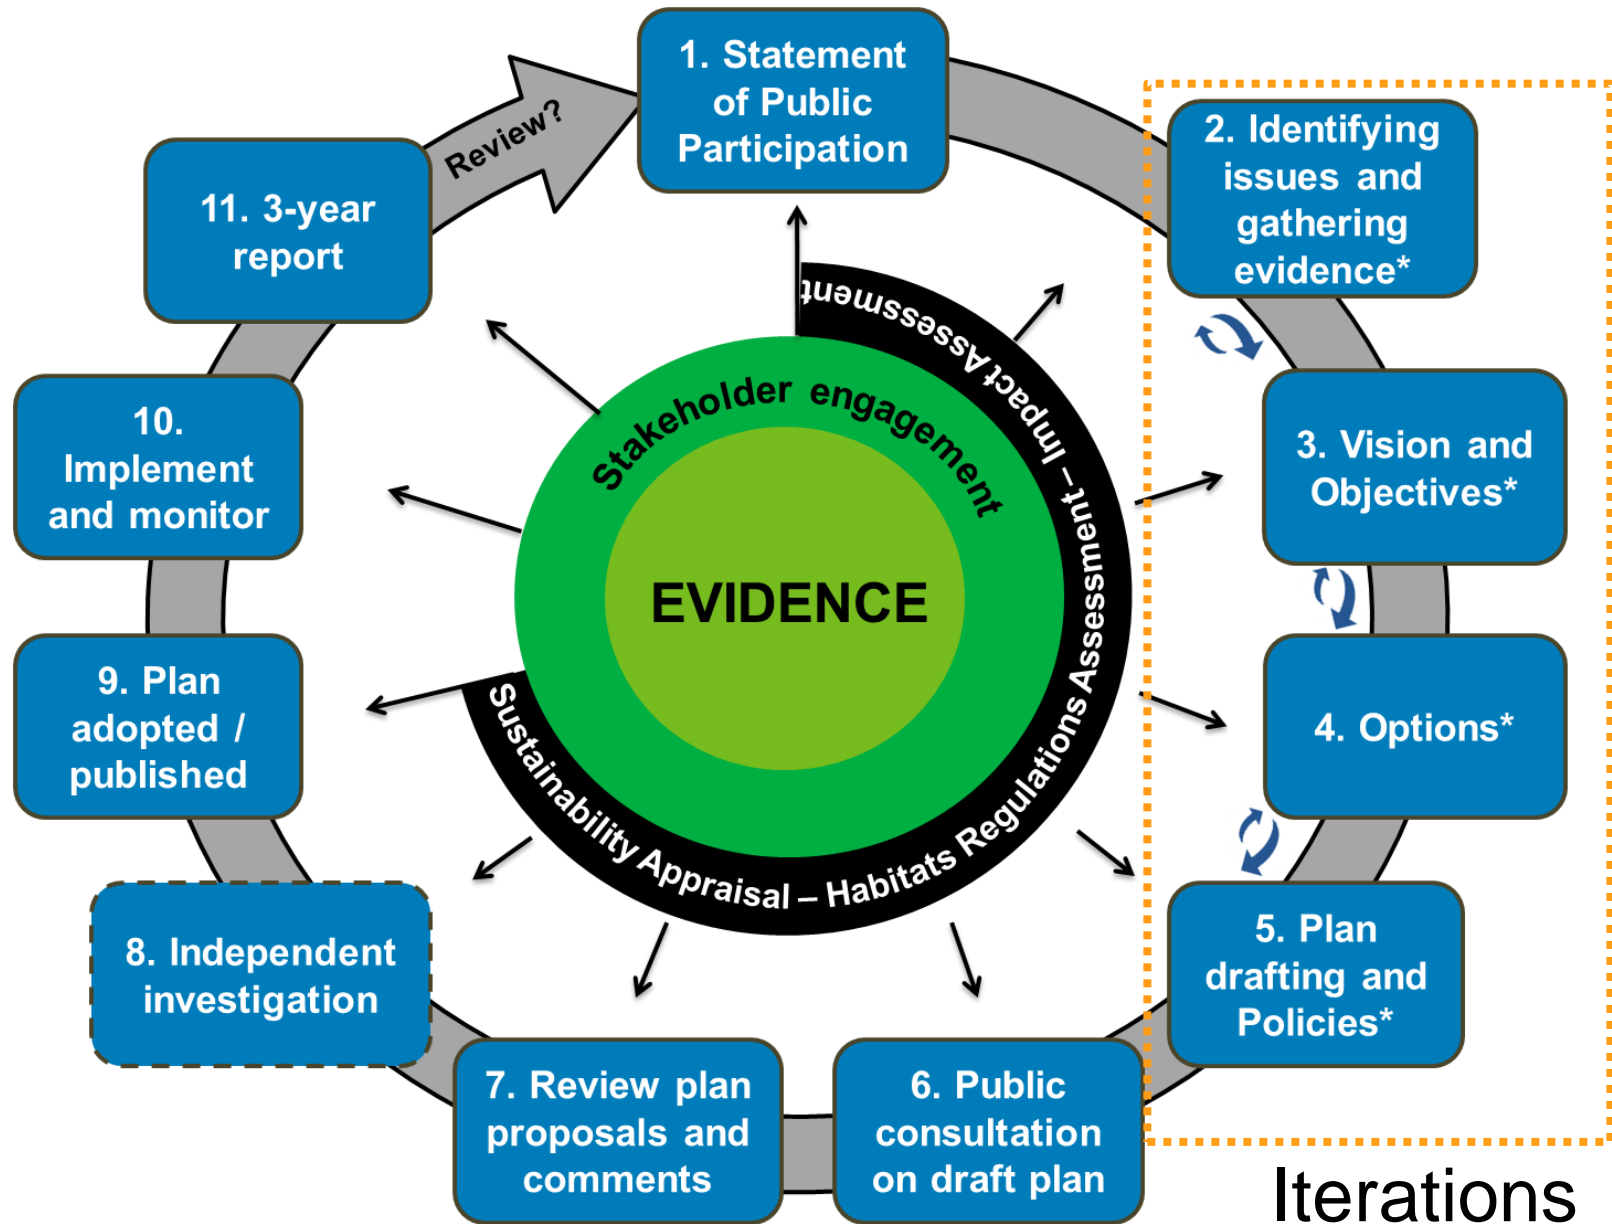 1. Statement
of Public
Participation
2. Identifying
issues and
gathering
evidence*
3. Vision and
Objectives*
4. Options*
5. Plan
drafting and
Policies*
6. Public
consultation
on draft plan
7. Review plan
proposals and
comments
8. Independent
investigation
9. Plan
adopted /
published
10.
Implement
and monitor
11. 3-year
report
Review?
Stakeholder engagement
EVIDENCE
Sustainability Appraisal – Habitats Regulations Assessment – Impact Assessment
Iterations